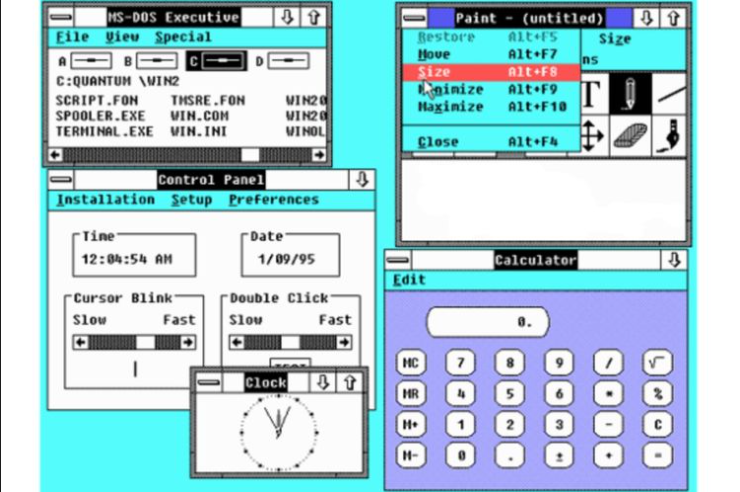 MS-DOS Executive
File View Special
A B C D
C:QUANTUM \WIN2
SCRIPT.FON TMSRE.FON WIN20
SPOOLER.EXE WIN.COM WIN20
TERMINAL.EXE WIN.INI WINOL
Paint - (untitled)
Restore Alt+F5
Move Alt+F7
Size Alt+F8
Minimize Alt+F9
Maximize Alt+F10
Close Alt+F4
Size
ns
T
Control Panel
Installation Setup Preferences
Time
12:04:54 AM
Date
1/09/95
Cursor Blink
Slow Fast
Double Click
Slow Fast
TEST
Clock
Calculator
Edit
0.
MC 7 8 9 / √
MR 4 5 6 * %
M+ 1 2 3 - C
M- 0 . ± + =